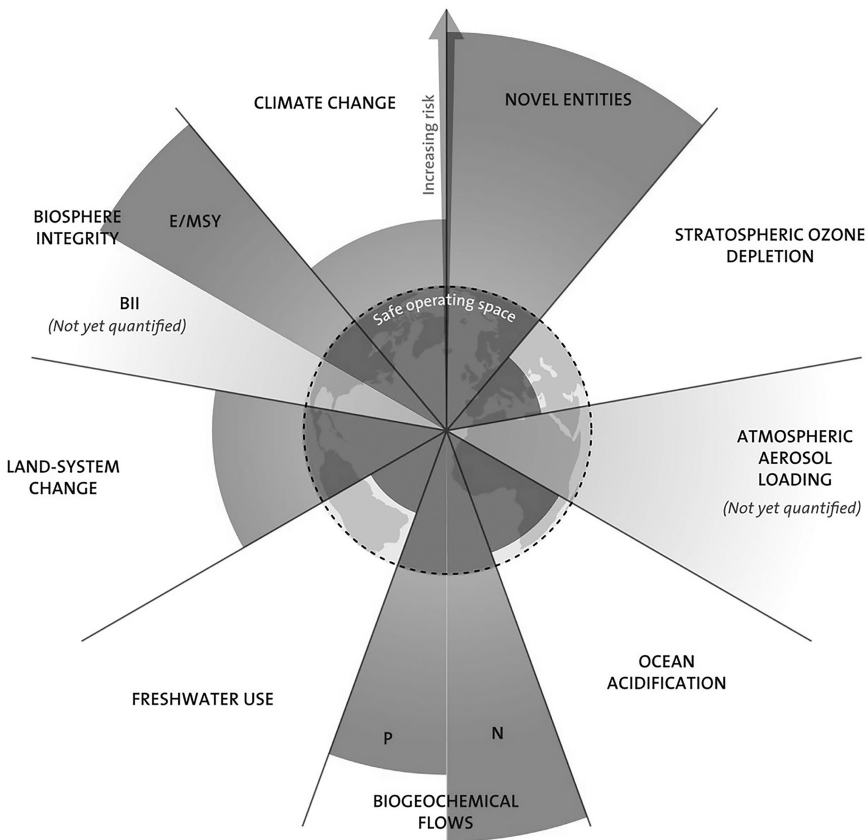 CLIMATE CHANGE
NOVEL ENTITIES
Increasing risk
BIOSPHERE
INTEGRITY
E/MSY
STRATOSPHERIC OZONE
DEPLETION
BII
(Not yet quantified)
Safe operating space
LAND-SYSTEM
CHANGE
ATMOSPHERIC
AEROSOL
LOADING
(Not yet quantified)
FRESHWATER USE
OCEAN
ACIDIFICATION
P
N
BIOGEOCHEMICAL
FLOWS